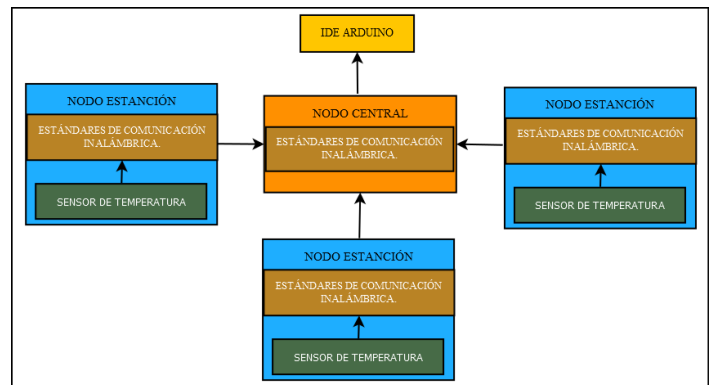 IDE ARDUINO
NODO ESTANCIÓN
ESTÁNDARES DE COMUNICACIÓN
INALÁMBRICA.
SENSOR DE TEMPERATURA
NODO CENTRAL
ESTÁNDARES DE COMUNICACIÓN
INALÁMBRICA.
NODO ESTANCIÓN
ESTÁNDARES DE COMUNICACIÓN
INALÁMBRICA.
SENSOR DE TEMPERATURA
NODO ESTANCIÓN
ESTÁNDARES DE COMUNICACIÓN
INALÁMBRICA.
SENSOR DE TEMPERATURA